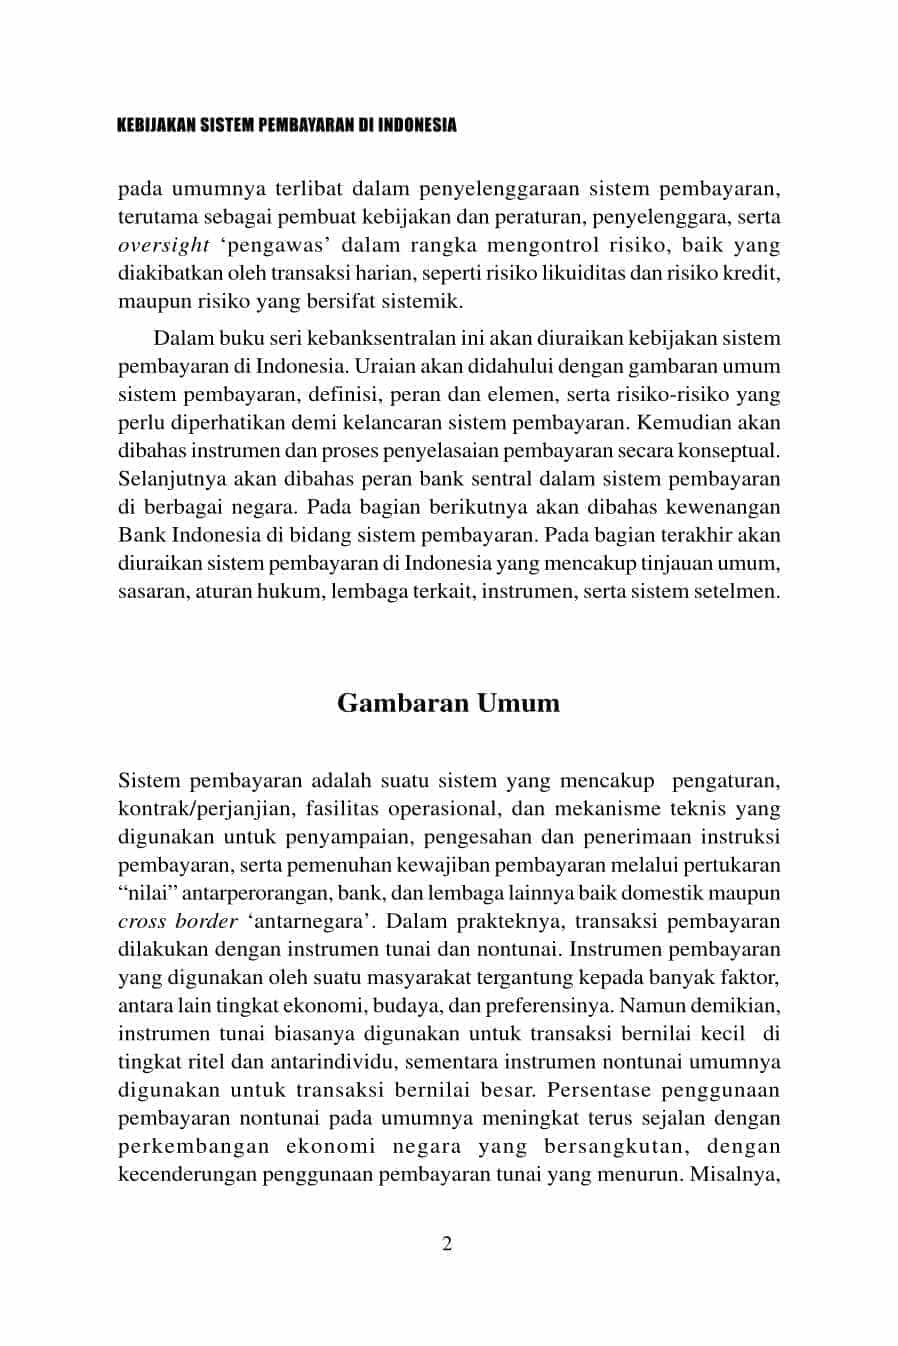 KEBIJAKAN SISTEM PEMBAYARAN DI INDONESIA
pada umumnya terlibat dalam penyelenggaraan sistem pembayaran,
terutama sebagai pembuat kebijakan dan peraturan, penyelenggara, serta
oversight ‘pengawas’ dalam rangka mengontrol risiko, baik yang
diakibatkan oleh transaksi harian, seperti risiko likuiditas dan risiko kredit,
maupun risiko yang bersifat sistemik.
Dalam buku seri kebanksentralan ini akan diuraikan kebijakan sistem
pembayaran di Indonesia. Uraian akan didahului dengan gambaran umum
sistem pembayaran, definisi, peran dan elemen, serta risiko-risiko yang
perlu diperhatikan demi kelancaran sistem pembayaran. Kemudian akan
dibahas instrumen dan proses penyelasaian pembayaran secara konseptual.
Selanjutnya akan dibahas peran bank sentral dalam sistem pembayaran
di berbagai negara. Pada bagian berikutnya akan dibahas kewenangan
Bank Indonesia di bidang sistem pembayaran. Pada bagian terakhir akan
diuraikan sistem pembayaran di Indonesia yang mencakup tinjauan umum,
sasaran, aturan hukum, lembaga terkait, instrumen, serta sistem setelmen.
Gambaran Umum
Sistem pembayaran adalah suatu sistem yang mencakup pengaturan,
kontrak/perjanjian, fasilitas operasional, dan mekanisme teknis yang
digunakan untuk penyampaian, pengesahan dan penerimaan instruksi
pembayaran, serta pemenuhan kewajiban pembayaran melalui pertukaran
“nilai” antarperorangan, bank, dan lembaga lainnya baik domestik maupun
cross border ‘antarnegara’. Dalam prakteknya, transaksi pembayaran
dilakukan dengan instrumen tunai dan nontunai. Instrumen pembayaran
yang digunakan oleh suatu masyarakat tergantung kepada banyak faktor,
antara lain tingkat ekonomi, budaya, dan preferensinya. Namun demikian,
instrumen tunai biasanya digunakan untuk transaksi bernilai kecil di
tingkat ritel dan antarindividu, sementara instrumen nontunai umumnya
digunakan untuk transaksi bernilai besar. Persentase penggunaan
pembayaran nontunai pada umumnya meningkat terus sejalan dengan
perkembangan ekonomi negara yang bersangkutan, dengan
kecenderungan penggunaan pembayaran tunai yang menurun. Misalnya,
2